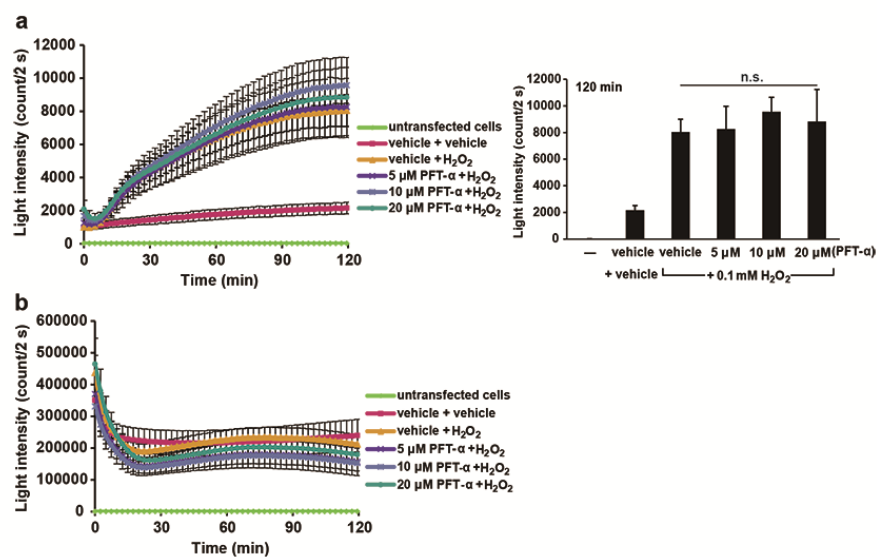 a
Light intensity (count/2 s)
12000
10000
8000
6000
4000
2000
0
0 30 60 90 120
Time (min)
untransfected cells
vehicle + vehicle
vehicle + H₂O₂
5 µM PFT-α + H₂O₂
10 µM PFT-α + H₂O₂
20 µM PFT-α + H₂O₂
Light intensity (count/2 s)
12000
10000
8000
6000
4000
2000
0
120 min
n.s.
— vehicle vehicle 5 µM 10 µM 20 µM (PFT-α)
+ vehicle + 0.1 mM H₂O₂
b
Light intensity (count/2 s)
600000
500000
400000
300000
200000
100000
0
0 30 60 90 120
Time (min)
untransfected cells
vehicle + vehicle
vehicle + H₂O₂
5 µM PFT-α + H₂O₂
10 µM PFT-α + H₂O₂
20 µM PFT-α + H₂O₂